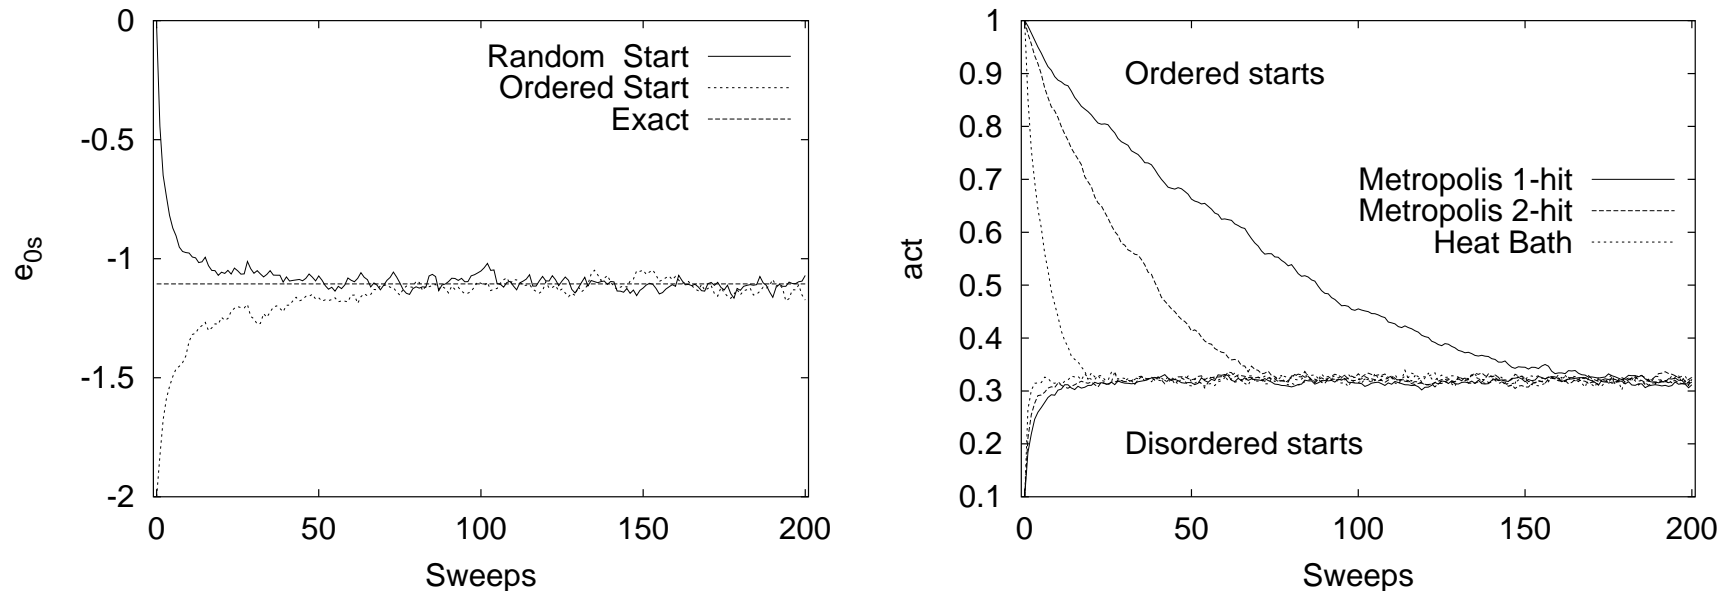 0
-0.5
-1
-1.5
-2
e0s
0 50 100 150 200
Sweeps
Random Start
Ordered Start
Exact
1
0.9
0.8
0.7
0.6
0.5
0.4
0.3
0.2
0.1
act
0 50 100 150 200
Sweeps
Ordered starts
Metropolis 1-hit
Metropolis 2-hit
Heat Bath
Disordered starts